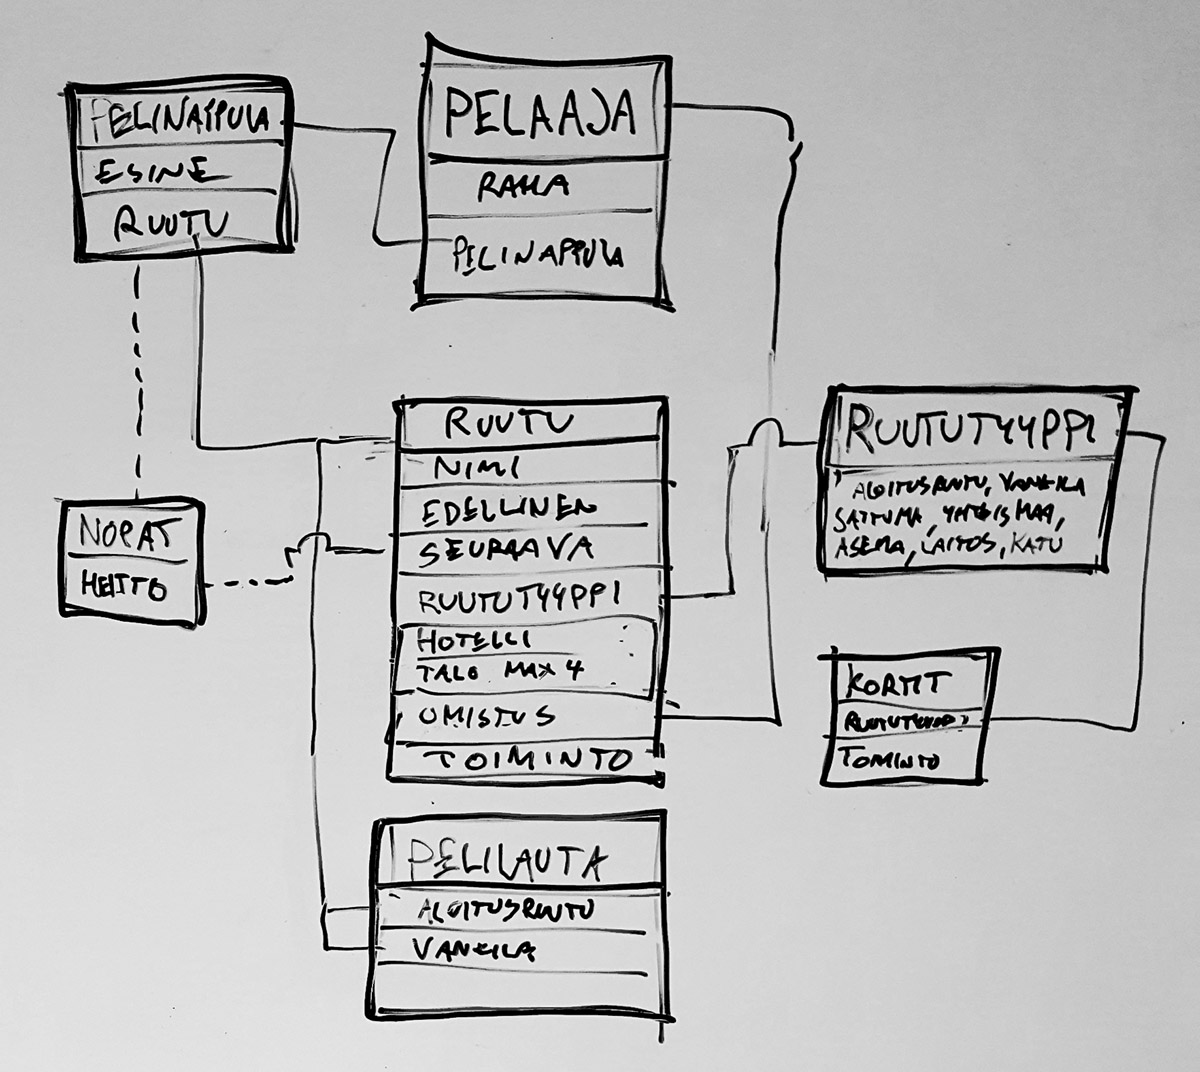 PELINAPPULA
ESINE
RUUTU
PELAAJA
RAHA
PELINAPPULA
RUUTU
NIMI
EDELLINEN
SEURAAVA
RUUTUTYYPPI
HOTELLI
TALO MAX 4
OMISTUS
TOIMINTO
RUUTUTYYPPI
ALOITUSRUUTU, VANKILA
SATTUMA, YHTEISMAA,
ASEMA, LAITOS, KATU
NOPAT
HEITTO
KORTIT
RUUTUTYYPPI
TOMINTO
PELILAUTA
ALOITUSRUUTU
VANKILA